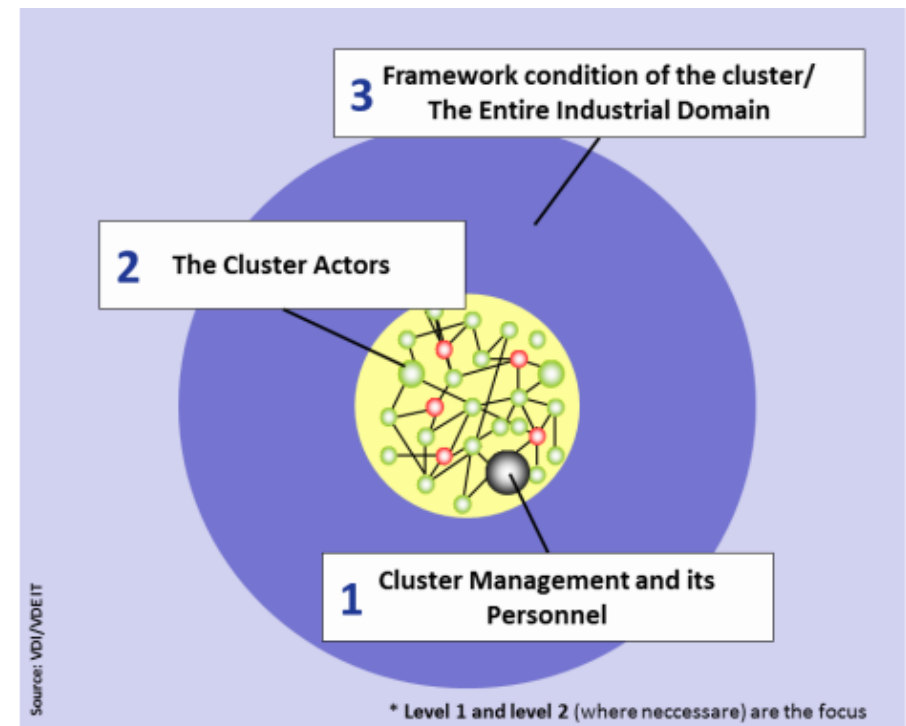 3 Framework condition of the cluster/
The Entire Industrial Domain
2 The Cluster Actors
1 Cluster Management and its
Personnel
Source: VDI/VDE IT
* Level 1 and level 2 (where neccessare) are the focus